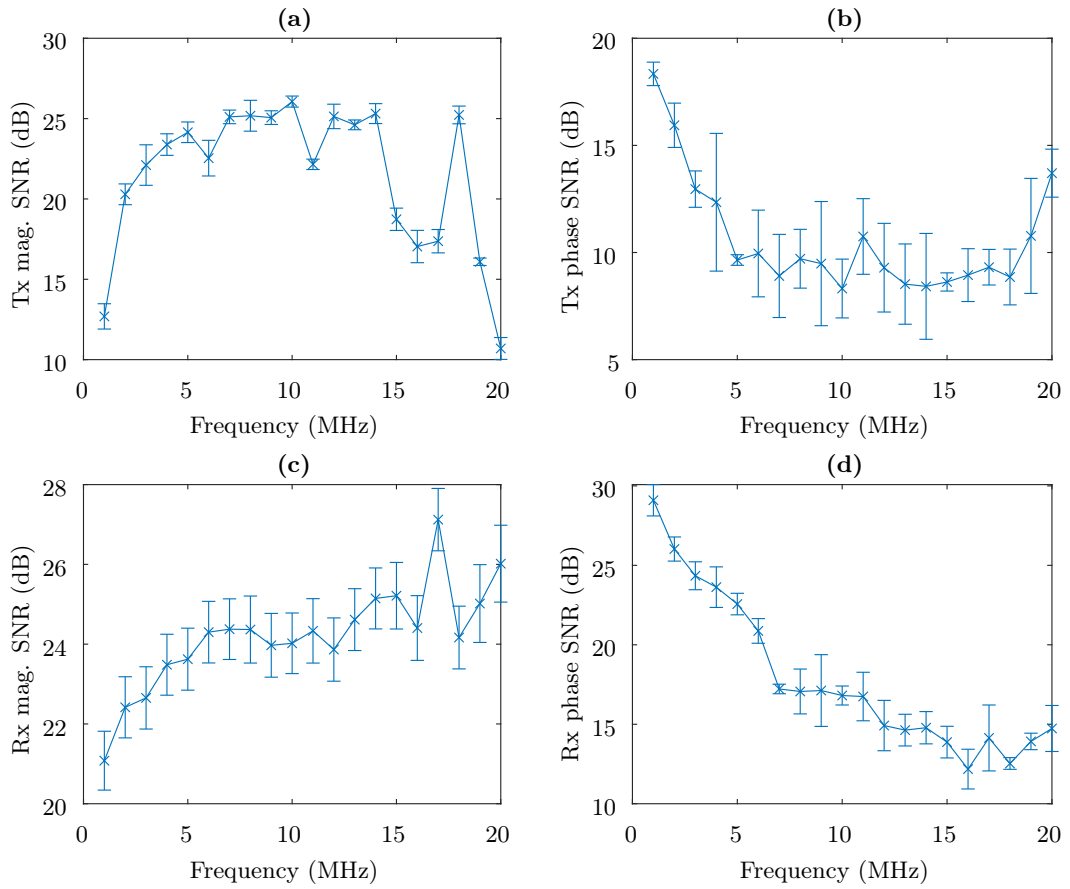 (a)
30
25
20
15
10
Tx mag. SNR (dB)
0 5 10 15 20
Frequency (MHz)
(b)
20
15
10
5
Tx phase SNR (dB)
0 5 10 15 20
Frequency (MHz)
(c)
28
26
24
22
20
Rx mag. SNR (dB)
0 5 10 15 20
Frequency (MHz)
(d)
30
25
20
15
10
Rx phase SNR (dB)
0 5 10 15 20
Frequency (MHz)